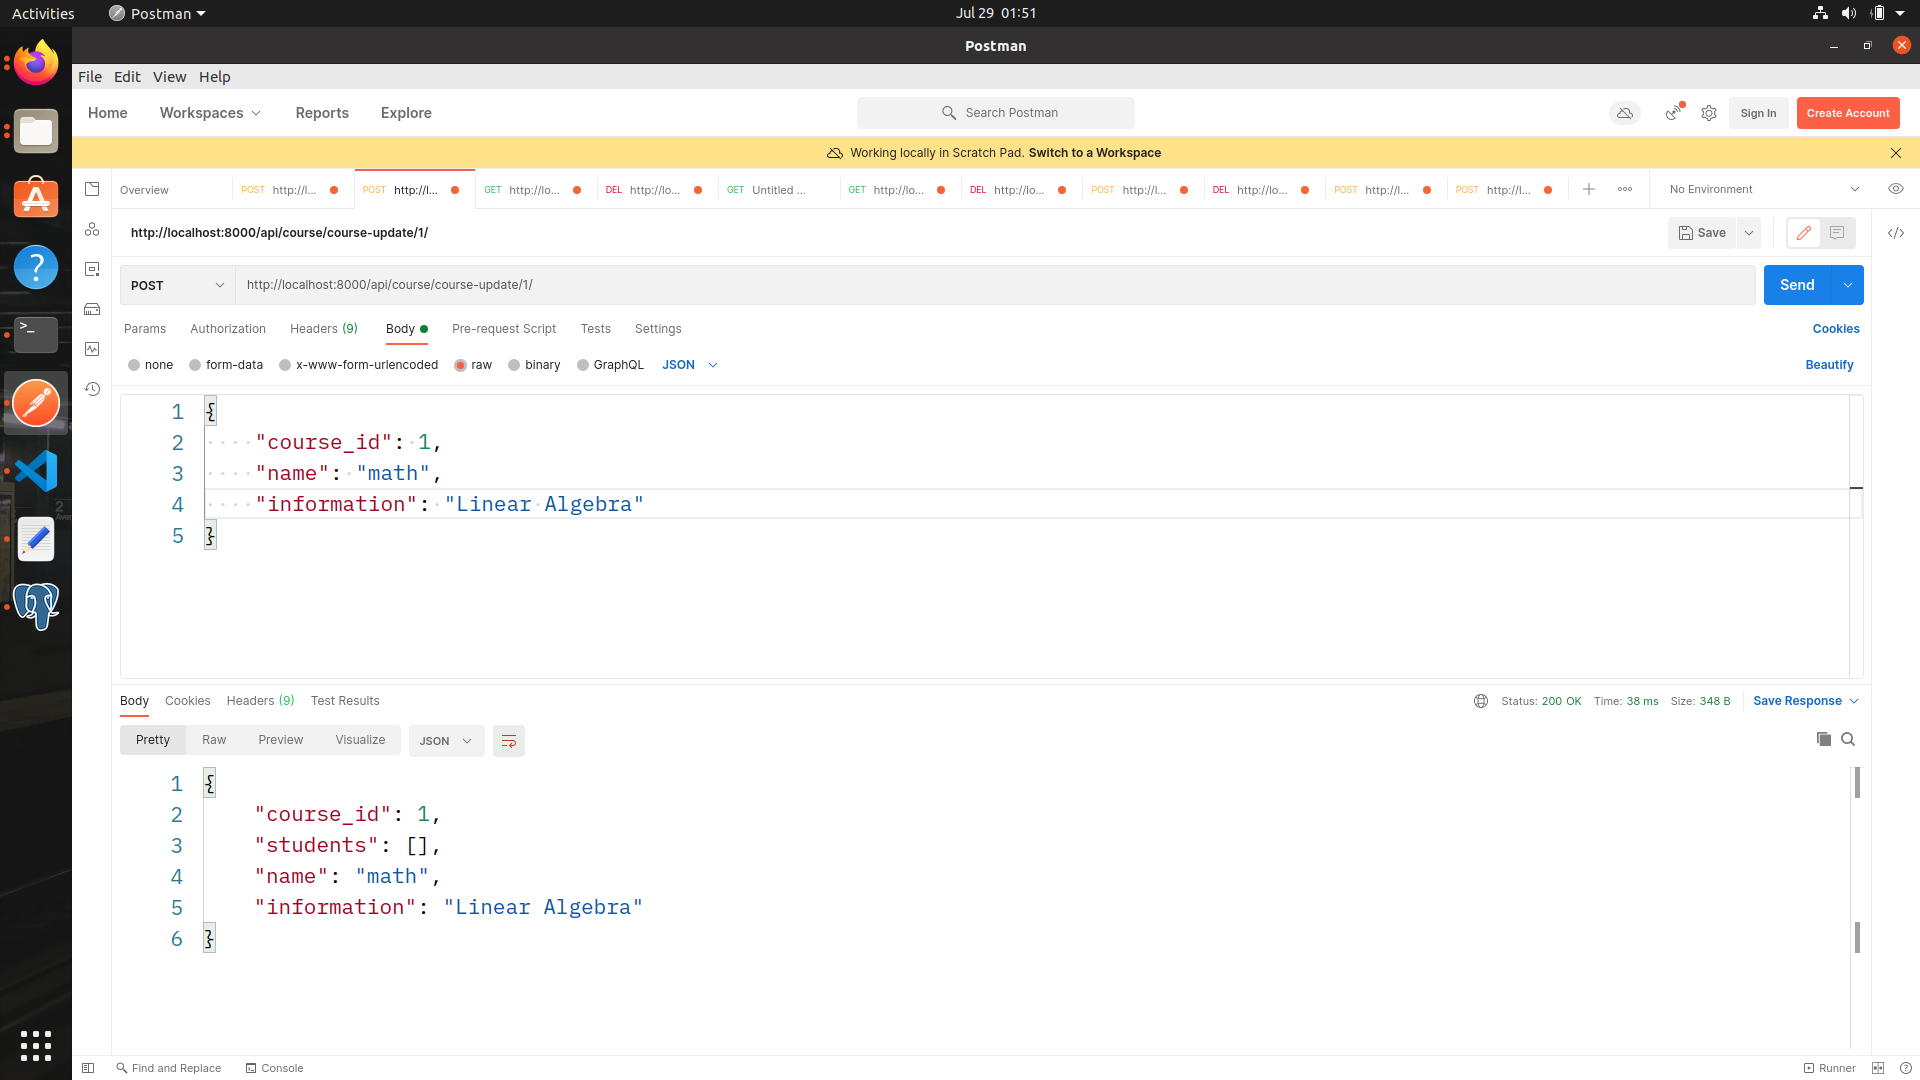 Activities Postman Jul 29 01:51
Postman
File Edit View Help
Home Workspaces Reports Explore Search Postman Sign In Create Account
Working locally in Scratch Pad. Switch to a Workspace
Overview POST http://l... POST http://l... GET http://lo... DEL http://lo... GET Untitled ... GET http://lo... DEL http://lo... POST http://l... DEL http://lo... POST http://l... POST http://l... No Environment
http://localhost:8000/api/course/course-update/1/ Save
POST http://localhost:8000/api/course/course-update/1/ Send
Params Authorization Headers (9) Body Pre-request Script Tests Settings Cookies
none form-data x-www-form-urlencoded raw binary GraphQL JSON Beautify
1 {
2 "course_id": 1,
3 "name": "math",
4 "information": "Linear Algebra"
5 }
Body Cookies Headers (9) Test Results Status: 200 OK Time: 38 ms Size: 348 B Save Response
Pretty Raw Preview Visualize JSON
1 {
2 "course_id": 1,
3 "students": [],
4 "name": "math",
5 "information": "Linear Algebra"
6 }
Find and Replace Console Runner